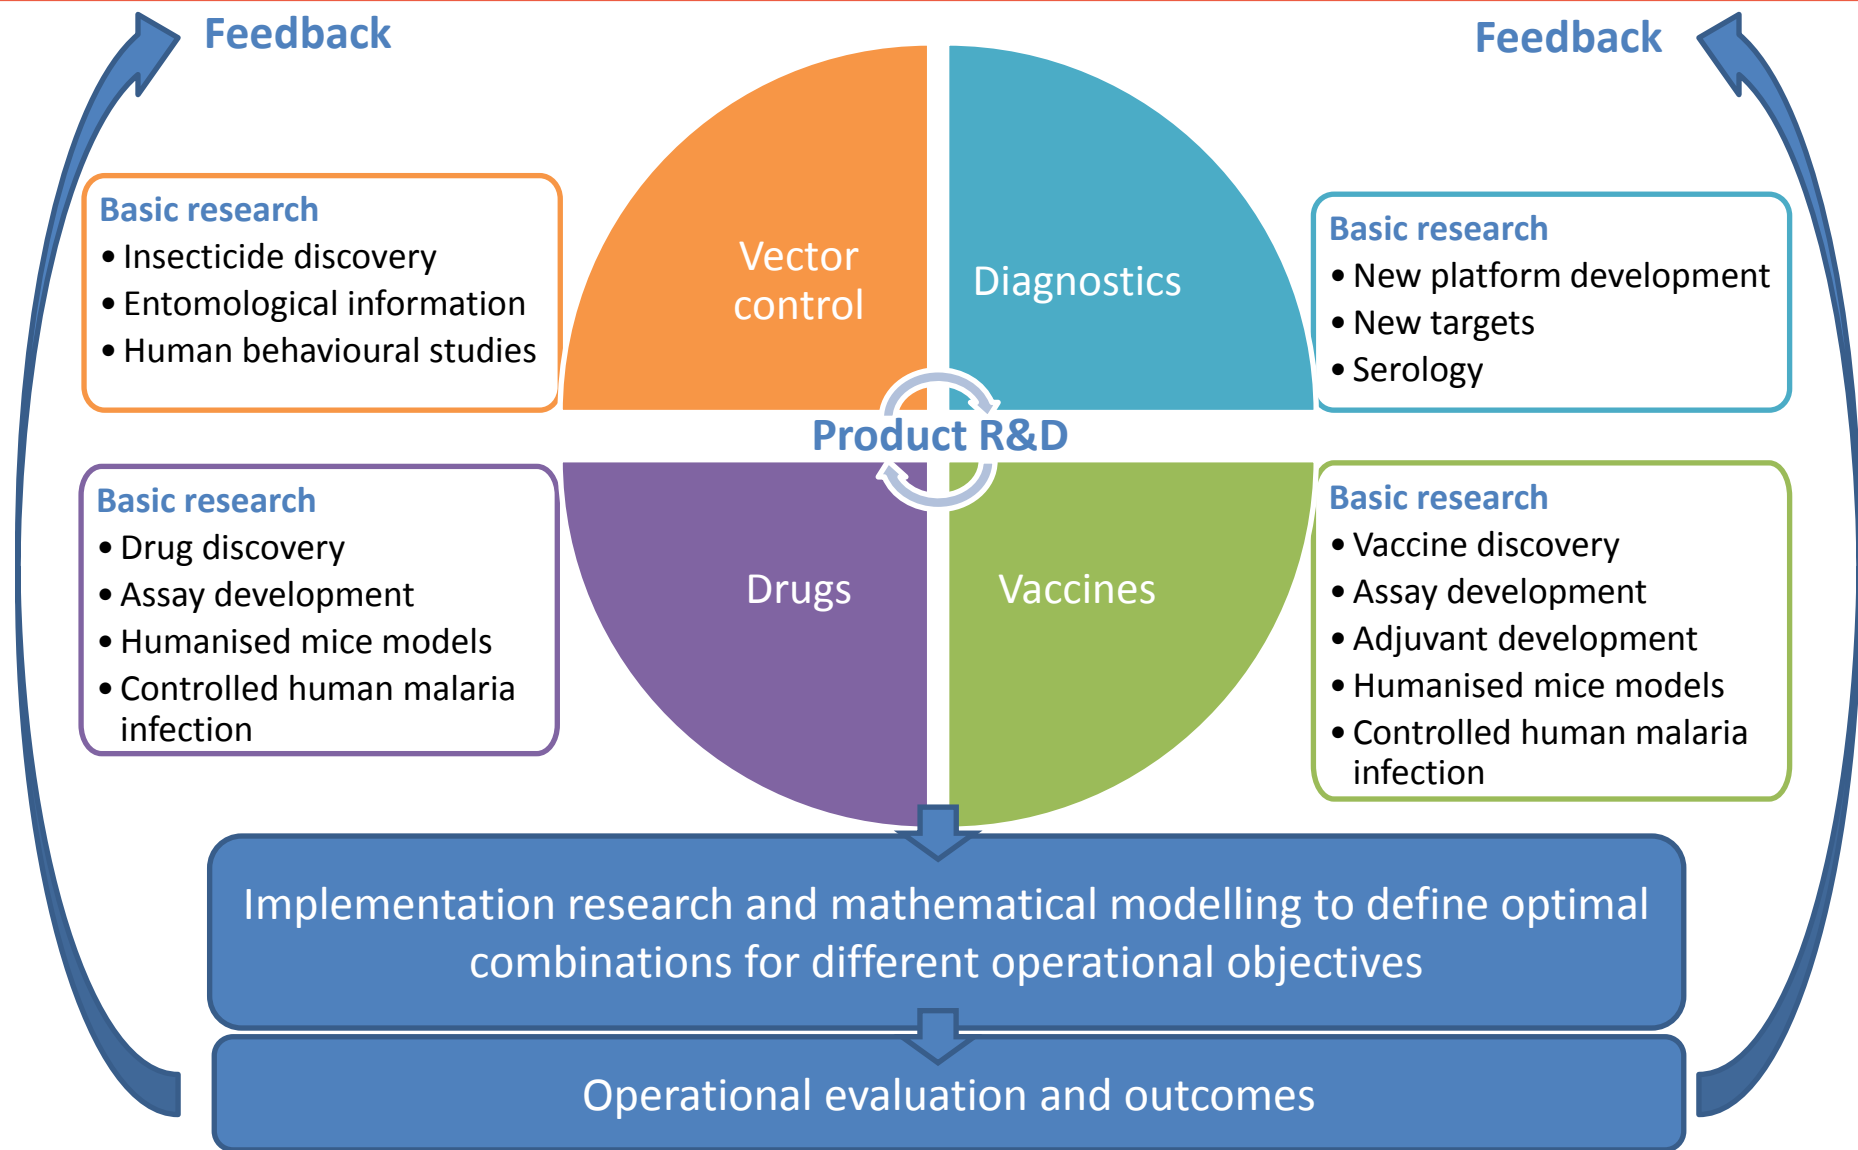 Feedback
Feedback
Vector
control
Diagnostics
Basic research
• Insecticide discovery
• Entomological information
• Human behavioural studies
Basic research
• New platform development
• New targets
• Serology
Product R&D
Basic research
• Drug discovery
• Assay development
• Humanised mice models
• Controlled human malaria
infection
Drugs
Vaccines
Basic research
• Vaccine discovery
• Assay development
• Adjuvant development
• Humanised mice models
• Controlled human malaria
infection
Implementation research and mathematical modelling to define optimal
combinations for different operational objectives
Operational evaluation and outcomes